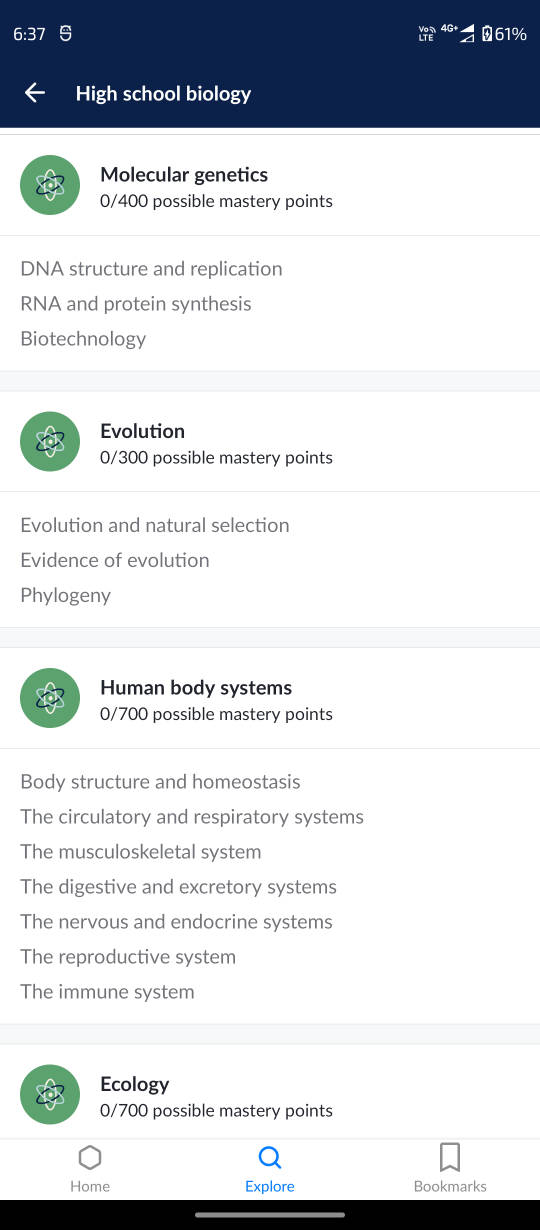 6:37
Vo LTE 4G+ 61%
High school biology
Molecular genetics
0/400 possible mastery points
DNA structure and replication
RNA and protein synthesis
Biotechnology
Evolution
0/300 possible mastery points
Evolution and natural selection
Evidence of evolution
Phylogeny
Human body systems
0/700 possible mastery points
Body structure and homeostasis
The circulatory and respiratory systems
The musculoskeletal system
The digestive and excretory systems
The nervous and endocrine systems
The reproductive system
The immune system
Ecology
0/700 possible mastery points
Home Explore Bookmarks